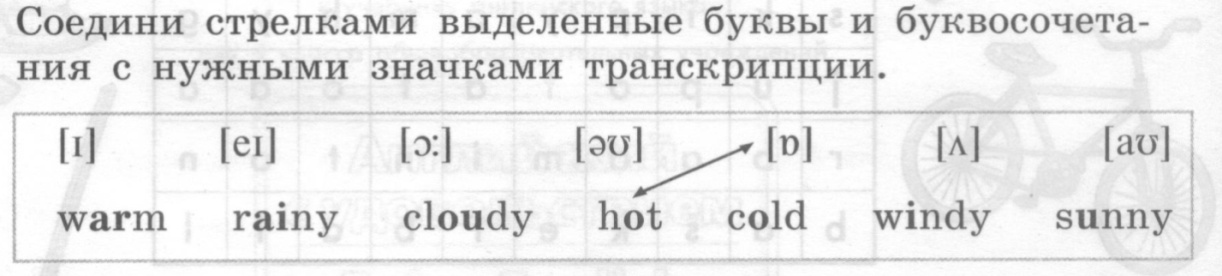 Соедини стрелками выделенные буквы и буквосочета-
ния с нужными значками транскрипции.
[ɪ] [eɪ] [ɔ:] [əʊ] [ɒ] [ʌ] [aʊ]
warm rainy cloudy hot cold windy sunny